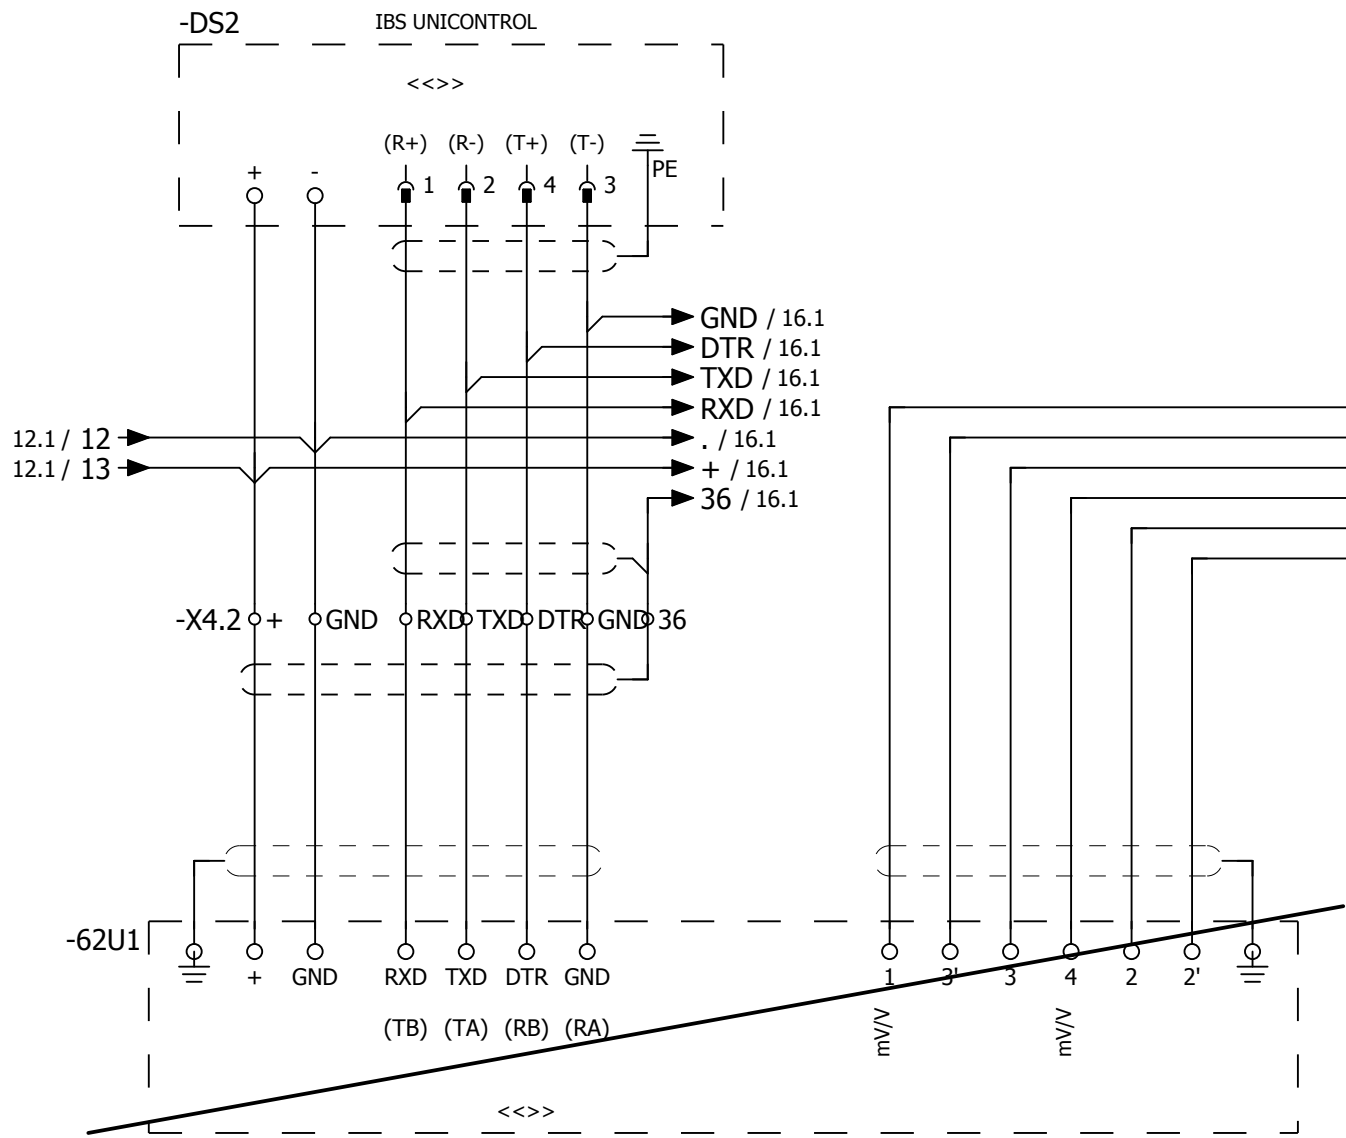 -DS2 IBS UNICONTROL
<<>>
(R+) (R-) (T+) (T-)
+ - 1 2 4 3 PE
GND / 16.1
DTR / 16.1
TXD / 16.1
RXD / 16.1
12.1 / 12 . / 16.1
12.1 / 13 + / 16.1
36 / 16.1
-X4.2 + GND RXD TXD DTR GND 36
-62U1
+ GND RXD TXD DTR GND 1 3' 3 4 2 2'
(TB) (TA) (RB) (RA) mV/V mV/V
<<>>